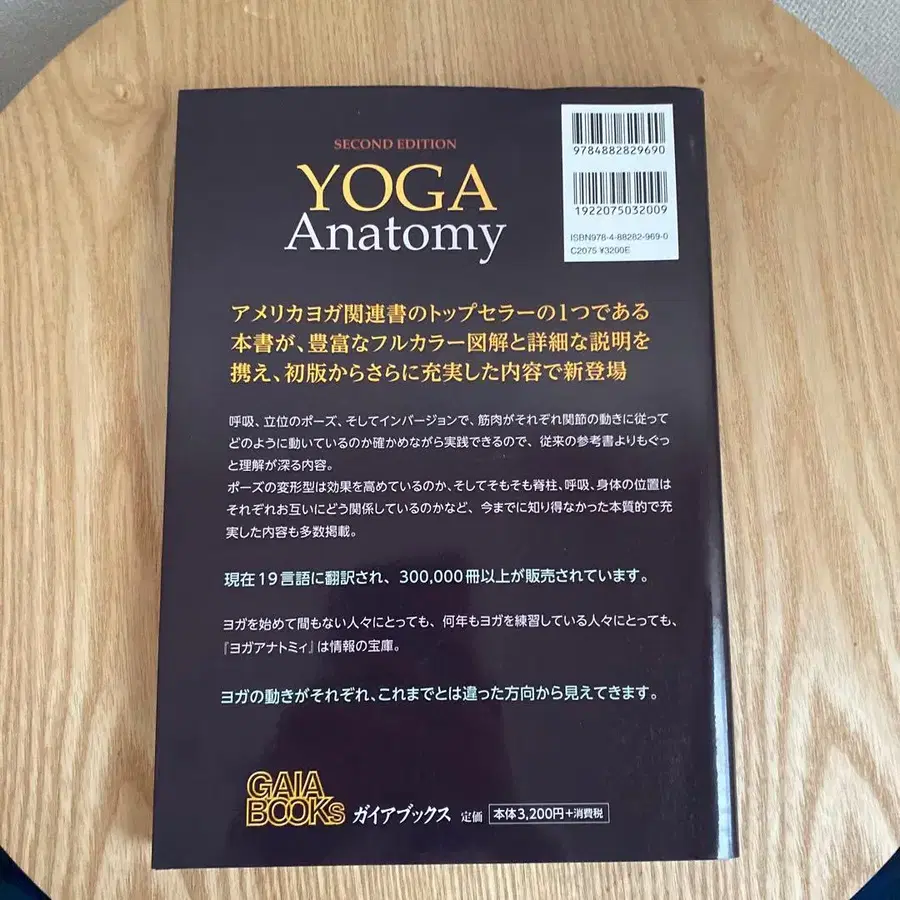 SECOND EDITION
YOGA
Anatomy
9784882829690
1922075032009
ISBN978-4-88282-969-0
C2075 ¥3200E
アメリカヨガ関連書のトップセラーの1つである
本書が、豊富なフルカラー図解と詳細な説明を
携え、初版からさらに充実した内容で新登場
呼吸、立位のポーズ、そしてインバージョンで、筋肉がそれぞれ関節の動きに従って
どのように動いているのか確かめながら実践できるので、従来の参考書よりもぐっ
と理解が深る内容。
ポーズの変形型は効果を高めているのか、そしてそもそも脊柱、呼吸、身体の位置は
それぞれお互いにどう関係しているのかなど、今までに知り得なかった本質的で充
実した内容も多数掲載。
現在19言語に翻訳され、300,000冊以上が販売されています。
ヨガを始めて間もない人々にとっても、何年もヨガを練習している人々にとっても、
『ヨガアナトミィ』は情報の宝庫。
ヨガの動きがそれぞれ、これまでとは違った方向から見えてきます。
GAIA
BOOKs ガイアブックス 定価 本体3,200円+消費税